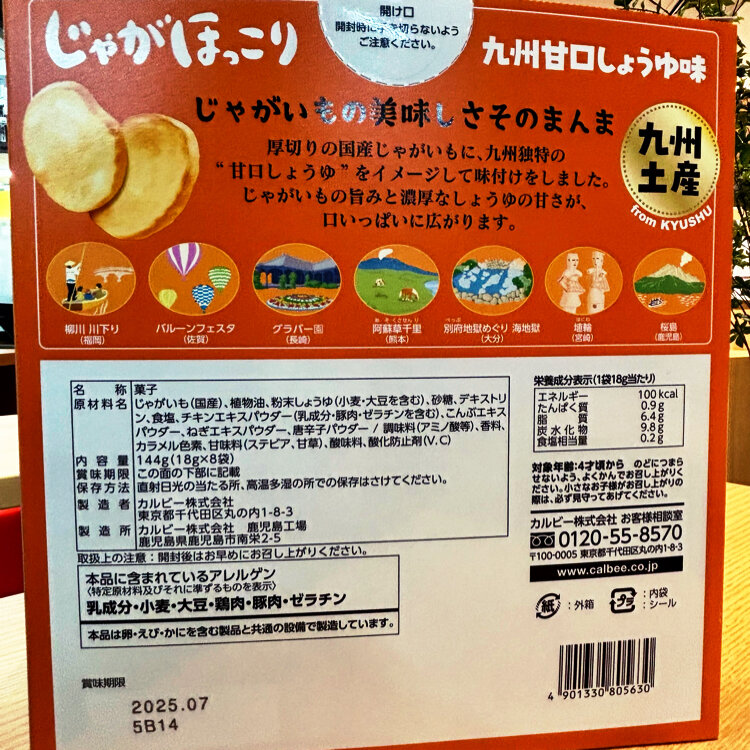 開け口
開封時に手を切らないよう
ご注意ください。
じゃがほっこり
九州甘口しょうゆ味
じゃがいもの美味しさそのまんま
厚切りの国産じゃがいもに、九州独特の
“甘口しょうゆ”をイメージして味付けをしました。
じゃがいもの旨みと濃厚なしょうゆの甘さが、
口いっぱいに広がります。
九州
土産
from KYUSHU
柳川 川下り
(福岡)
バルーンフェスタ
(佐賀)
グラバー園
(長崎)
あそくさせんり
阿蘇草千里
(熊本)
べっぷ
別府地獄めぐり 海地獄
(大分)
はにわ
埴輪
(宮崎)
桜島
(鹿児島)
名 称 菓子
原材料名 じゃがいも(国産)、植物油、粉末しょうゆ(小麦・大豆を含む)、砂糖、デキストリ
ン、食塩、チキンエキスパウダー(乳成分・豚肉・ゼラチンを含む)、こんぶエキス
パウダー、ねぎエキスパウダー、唐辛子パウダー / 調味料(アミノ酸等)、香料、
カラメル色素、甘味料(ステビア、甘草)、酸味料、酸化防止剤(V.C)
内 容 量 144g(18g×8袋)
賞味期限 この面の下部に記載
保存方法 直射日光の当たる所、高温多湿の所での保存はさけてください。
製 造 者 カルビー株式会社
東京都千代田区丸の内1-8-3
製 造 所 カルビー株式会社 鹿児島工場
鹿児島県鹿児島市南栄2-5
取扱上の注意:開封後はお早めにお召し上がりください。
本品に含まれているアレルゲン
〈特定原材料及びそれに準ずるものを表示〉
乳成分・小麦・大豆・鶏肉・豚肉・ゼラチン
本品は卵・えび・かにを含む製品と共通の設備で製造しています。
賞味期限
2025.07
5B14
栄養成分表示(1袋18g当たり)
エネルギー 100kcal
たんぱく質 0.9g
脂質 6.4g
炭水化物 9.8g
食塩相当量 0.2g
対象年齢:4才頃から のどにつまら
せないよう、よくかんでお召し上がりく
ださい。小さなお子様がお召し上がりの
際は、必ず見守ってあげてください。
カルビー株式会社 お客様相談室
0120-55-8570
〒100-0005 東京都千代田区丸の内1-8-3
www.calbee.co.jp
紙 :外箱
プラ :内袋
:シール
4 901330 805630